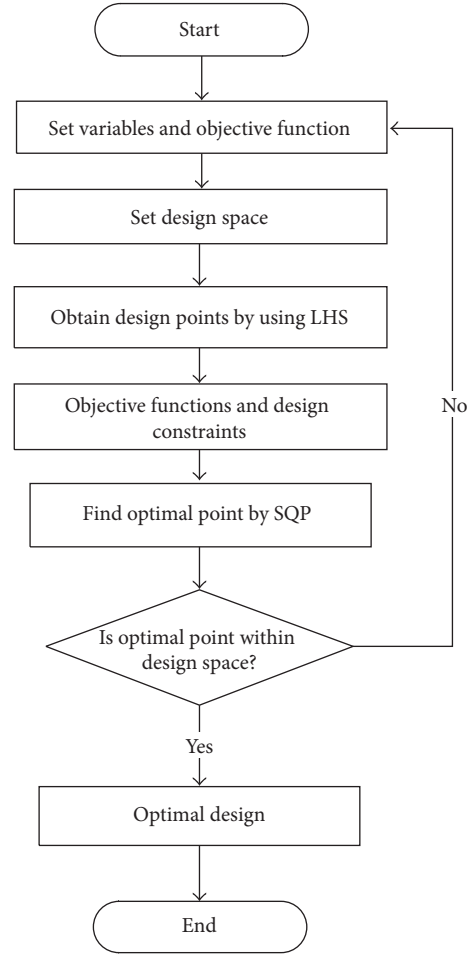 Start
Set variables and objective function
Set design space
Obtain design points by using LHS
Objective functions and design
constraints
No
Find optimal point by SQP
Is optimal point within
design space?
Yes
Optimal design
End